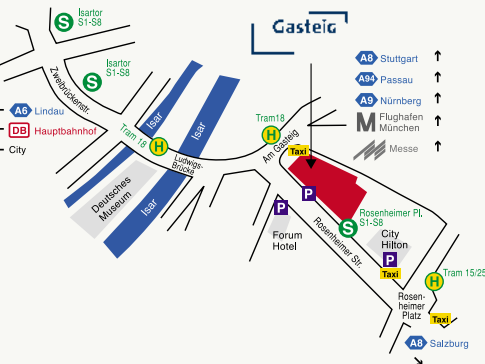 Isartor
S1-S8
S
Gasteig
Isartor
S1-S8
S
Zweibrückenstr.
A8 Stuttgart
A94 Passau
A9 Nürnberg
M Flughafen
München
Messe
A6 Lindau
DB Hauptbahnhof
City
Isar
Isar
Tram 18
H
Ludwigs-
Brücke
Tram18
H
Am Gasteig
Taxi
Deutsches
Museum
Isar
P
P
Forum
Hotel
Rosenheimer Str.
Rosenheimer Pl.
S1-S8
S
City
Hilton
P
Taxi
H
Tram 15/25
Rosen-
heimer
Platz
Taxi
A8 Salzburg